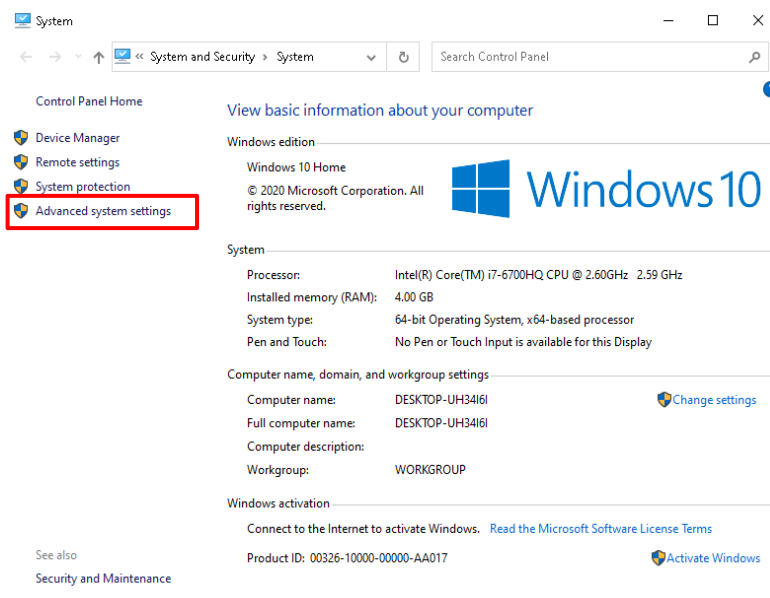 System
« System and Security › System
Search Control Panel
Control Panel Home
Device Manager
Remote settings
System protection
Advanced system settings
View basic information about your computer
Windows edition
Windows 10 Home
© 2020 Microsoft Corporation. All
rights reserved.
Windows 10
System
Processor: Intel(R) Core(TM) i7-6700HQ CPU @ 2.60GHz 2.59 GHz
Installed memory (RAM): 4.00 GB
System type: 64-bit Operating System, x64-based processor
Pen and Touch: No Pen or Touch Input is available for this Display
Computer name, domain, and workgroup settings
Computer name: DESKTOP-UH34I6I
Change settings
Full computer name: DESKTOP-UH34I6I
Computer description:
Workgroup: WORKGROUP
Windows activation
Connect to the Internet to activate Windows. Read the Microsoft Software License Terms
Product ID: 00326-10000-00000-AA017
Activate Windows
See also
Security and Maintenance